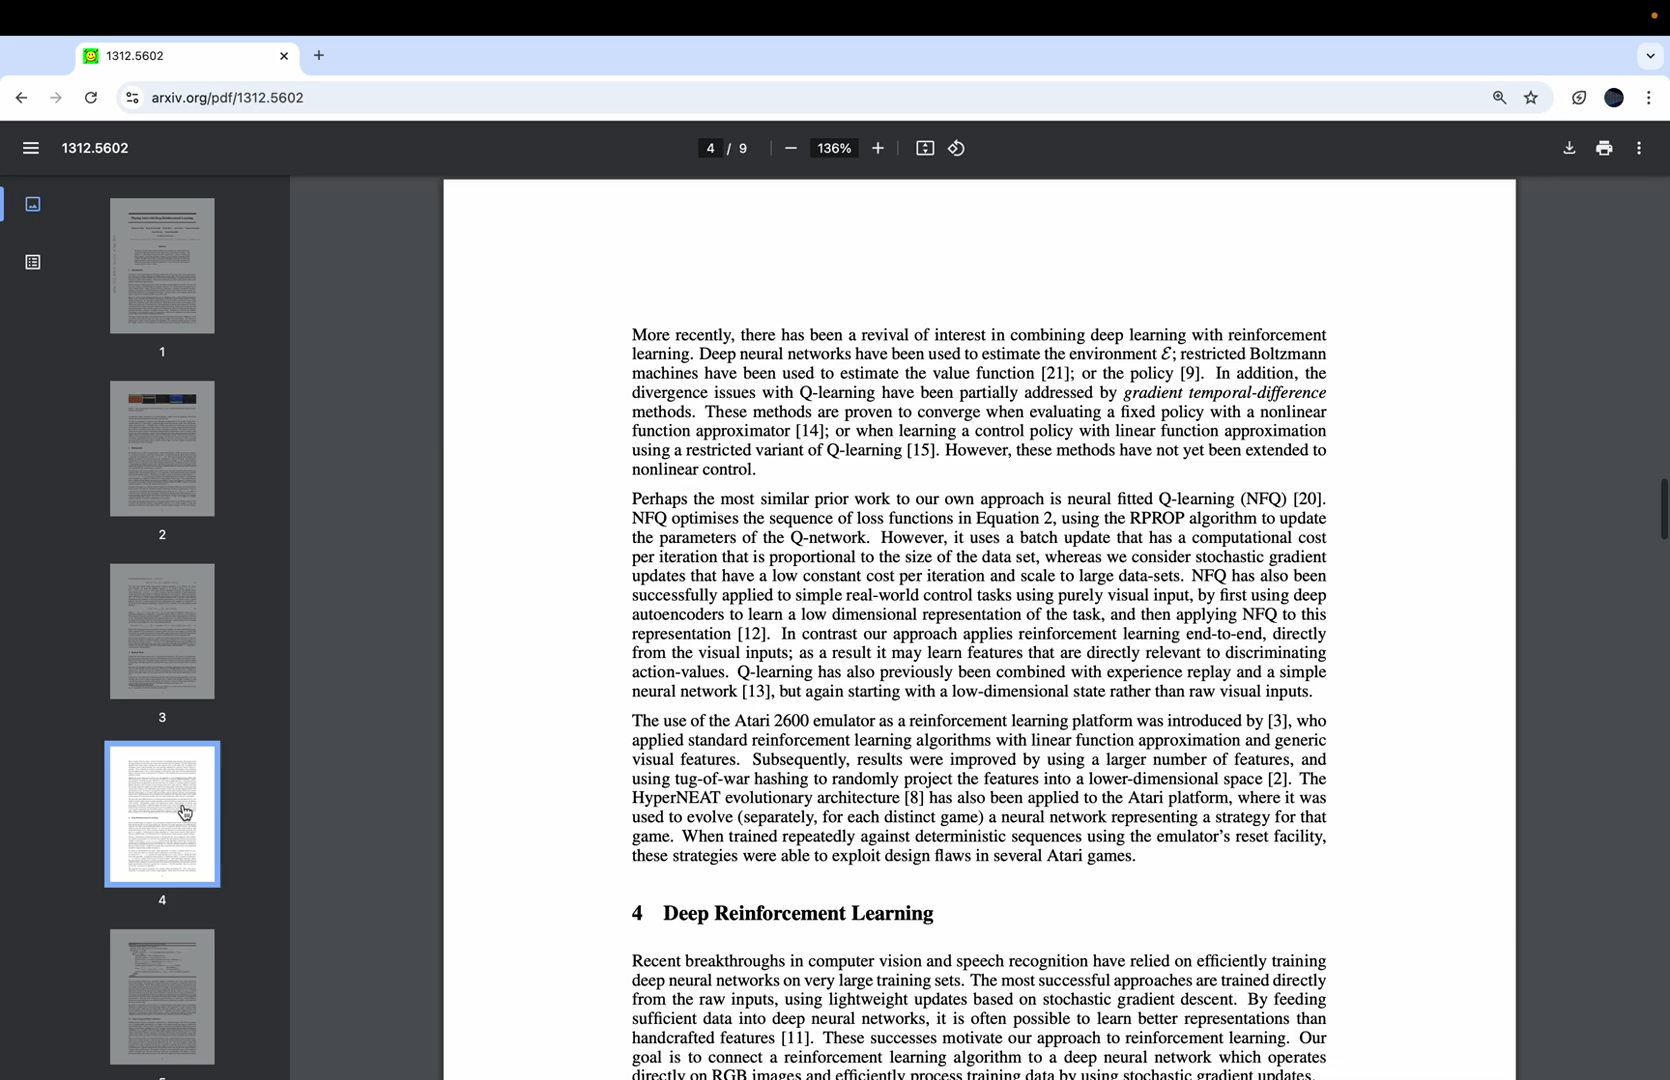 1312.5602
arxiv.org/pdf/1312.5602
1312.5602
4 / 9
136%
1
2
3
4
More recently, there has been a revival of interest in combining deep learning with reinforcement
learning. Deep neural networks have been used to estimate the environment ℰ; restricted Boltzmann
machines have been used to estimate the value function [21]; or the policy [9]. In addition, the
divergence issues with Q-learning have been partially addressed by gradient temporal-difference
methods. These methods are proven to converge when evaluating a fixed policy with a nonlinear
function approximator [14]; or when learning a control policy with linear function approximation
using a restricted variant of Q-learning [15]. However, these methods have not yet been extended to
nonlinear control.
Perhaps the most similar prior work to our own approach is neural fitted Q-learning (NFQ) [20].
NFQ optimises the sequence of loss functions in Equation 2, using the RPROP algorithm to update
the parameters of the Q-network. However, it uses a batch update that has a computational cost
per iteration that is proportional to the size of the data set, whereas we consider stochastic gradient
updates that have a low constant cost per iteration and scale to large data-sets. NFQ has also been
successfully applied to simple real-world control tasks using purely visual input, by first using deep
autoencoders to learn a low dimensional representation of the task, and then applying NFQ to this
representation [12]. In contrast our approach applies reinforcement learning end-to-end, directly
from the visual inputs; as a result it may learn features that are directly relevant to discriminating
action-values. Q-learning has also previously been combined with experience replay and a simple
neural network [13], but again starting with a low-dimensional state rather than raw visual inputs.
The use of the Atari 2600 emulator as a reinforcement learning platform was introduced by [3], who
applied standard reinforcement learning algorithms with linear function approximation and generic
visual features. Subsequently, results were improved by using a larger number of features, and
using tug-of-war hashing to randomly project the features into a lower-dimensional space [2]. The
HyperNEAT evolutionary architecture [8] has also been applied to the Atari platform, where it was
used to evolve (separately, for each distinct game) a neural network representing a strategy for that
game. When trained repeatedly against deterministic sequences using the emulator's reset facility,
these strategies were able to exploit design flaws in several Atari games.
4 Deep Reinforcement Learning
Recent breakthroughs in computer vision and speech recognition have relied on efficiently training
deep neural networks on very large training sets. The most successful approaches are trained directly
from the raw inputs, using lightweight updates based on stochastic gradient descent. By feeding
sufficient data into deep neural networks, it is often possible to learn better representations than
handcrafted features [11]. These successes motivate our approach to reinforcement learning. Our
goal is to connect a reinforcement learning algorithm to a deep neural network which operates
directly on RGB images and efficiently process training data by using stochastic gradient updates.